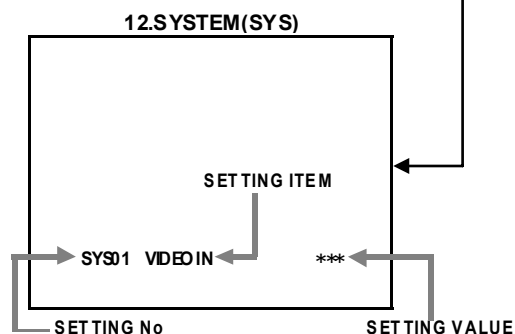 12.SYSTEM(SYS)
SETTING ITEM
SYS01 VIDEO IN ***
SETTING No SETTING VALUE